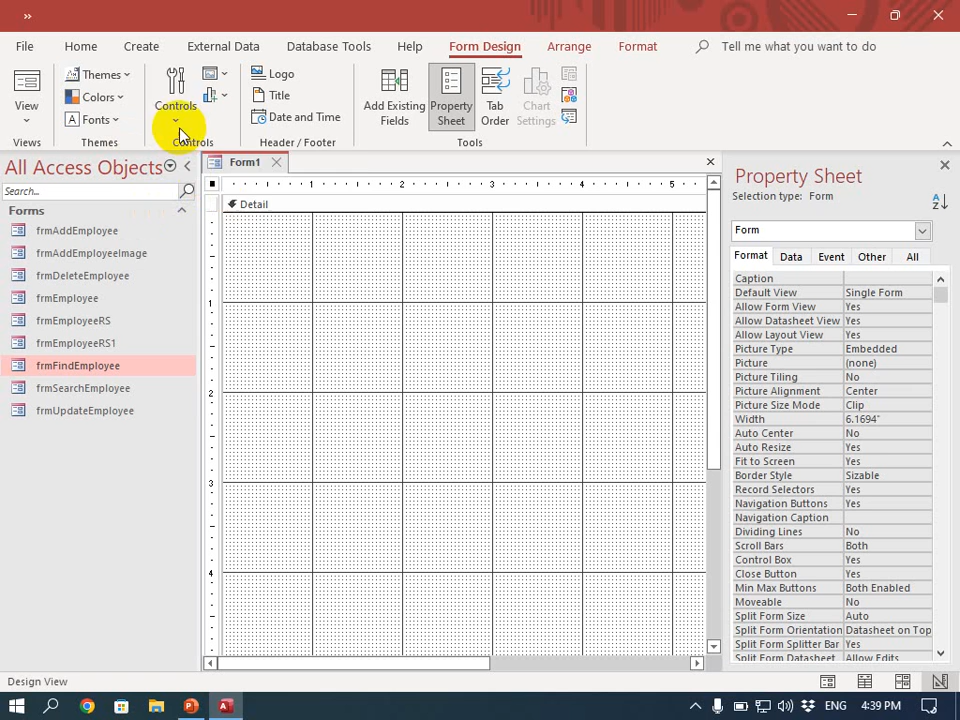 »
File Home Create External Data Database Tools Help Form Design Arrange Format Tell me what you want to do
View
Views
Themes
Colors
Fonts
Themes
Controls
Controls
Logo
Title
Date and Time
Header / Footer
Add Existing Fields
Property Sheet
Tab Order
Chart Settings
Tools
All Access Objects
Search...
Forms
frmAddEmployee
frmAddEmployeeImage
frmDeleteEmployee
frmEmployee
frmEmployeeRS
frmEmployeeRS1
frmFindEmployee
frmSearchEmployee
frmUpdateEmployee
Form1
1 2 3 4 5
Detail
1
2
3
4
Property Sheet
Selection type: Form
Form
Format Data Event Other All
Caption
Default View Single Form
Allow Form View Yes
Allow Datasheet View Yes
Allow Layout View Yes
Picture Type Embedded
Picture (none)
Picture Tiling No
Picture Alignment Center
Picture Size Mode Clip
Width 6.1694"
Auto Center No
Auto Resize Yes
Fit to Screen Yes
Border Style Sizable
Record Selectors Yes
Navigation Buttons Yes
Navigation Caption
Dividing Lines No
Scroll Bars Both
Control Box Yes
Close Button Yes
Min Max Buttons Both Enabled
Moveable No
Split Form Size Auto
Split Form Orientation Datasheet on Top
Split Form Splitter Bar Yes
Split Form Datasheet Allow Edits
Design View
ENG 4:39 PM